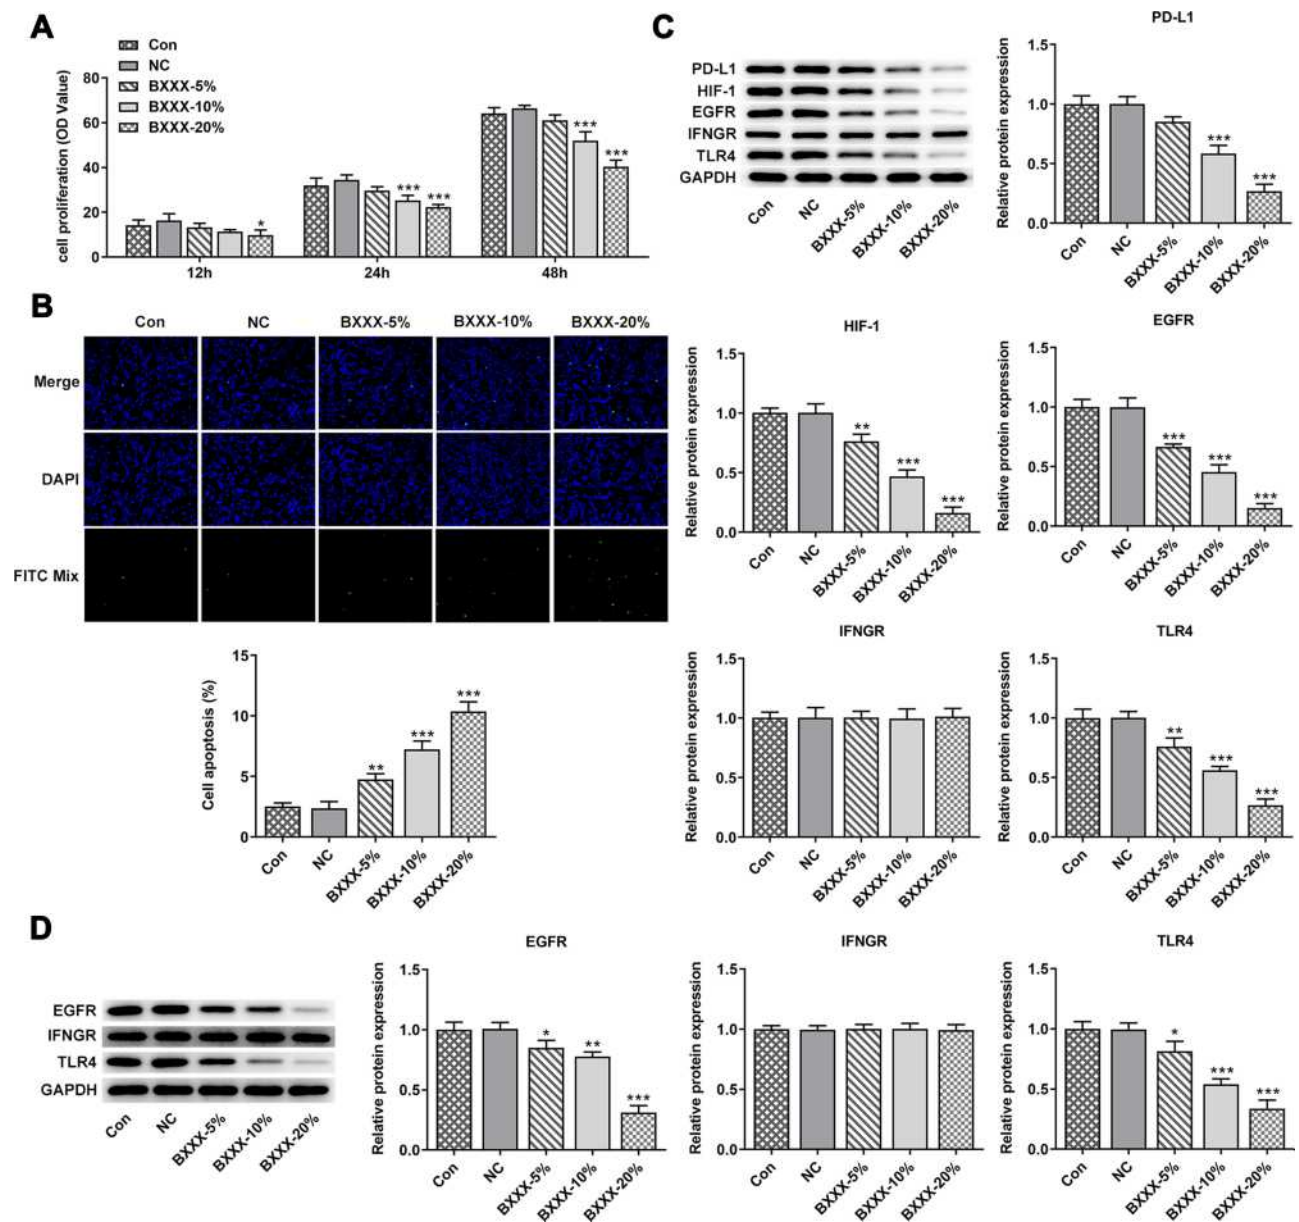 A
Con
NC
BXXX-5%
BXXX-10%
BXXX-20%
cell proliferation (OD Value)
80
60
40
20
0
*
***
***
***
***
12h
24h
48h
B
Con
NC
BXXX-5%
BXXX-10%
BXXX-20%
Merge
DAPI
FITC Mix
Cell apoptosis (%)
15
10
5
0
**
***
***
Con
NC
BXXX-5%
BXXX-10%
BXXX-20%
C
PD-L1
HIF-1
EGFR
IFNGR
TLR4
GAPDH
Con
NC
BXXX-5%
BXXX-10%
BXXX-20%
PD-L1
Relative protein expression
1.5
1.0
0.5
0.0
***
***
Con
NC
BXXX-5%
BXXX-10%
BXXX-20%
HIF-1
Relative protein expression
1.5
1.0
0.5
0.0
**
***
***
Con
NC
BXXX-5%
BXXX-10%
BXXX-20%
EGFR
Relative protein expression
1.5
1.0
0.5
0.0
***
***
***
Con
NC
BXXX-5%
BXXX-10%
BXXX-20%
IFNGR
Relative protein expression
1.5
1.0
0.5
0.0
Con
NC
BXXX-5%
BXXX-10%
BXXX-20%
TLR4
Relative protein expression
1.5
1.0
0.5
0.0
**
***
***
Con
NC
BXXX-5%
BXXX-10%
BXXX-20%
D
EGFR
IFNGR
TLR4
GAPDH
Con
NC
BXXX-5%
BXXX-10%
BXXX-20%
EGFR
Relative protein expression
1.5
1.0
0.5
0.0
*
**
***
Con
NC
BXXX-5%
BXXX-10%
BXXX-20%
IFNGR
Relative protein expression
1.5
1.0
0.5
0.0
Con
NC
BXXX-5%
BXXX-10%
BXXX-20%
TLR4
Relative protein expression
1.5
1.0
0.5
0.0
*
***
***
Con
NC
BXXX-5%
BXXX-10%
BXXX-20%